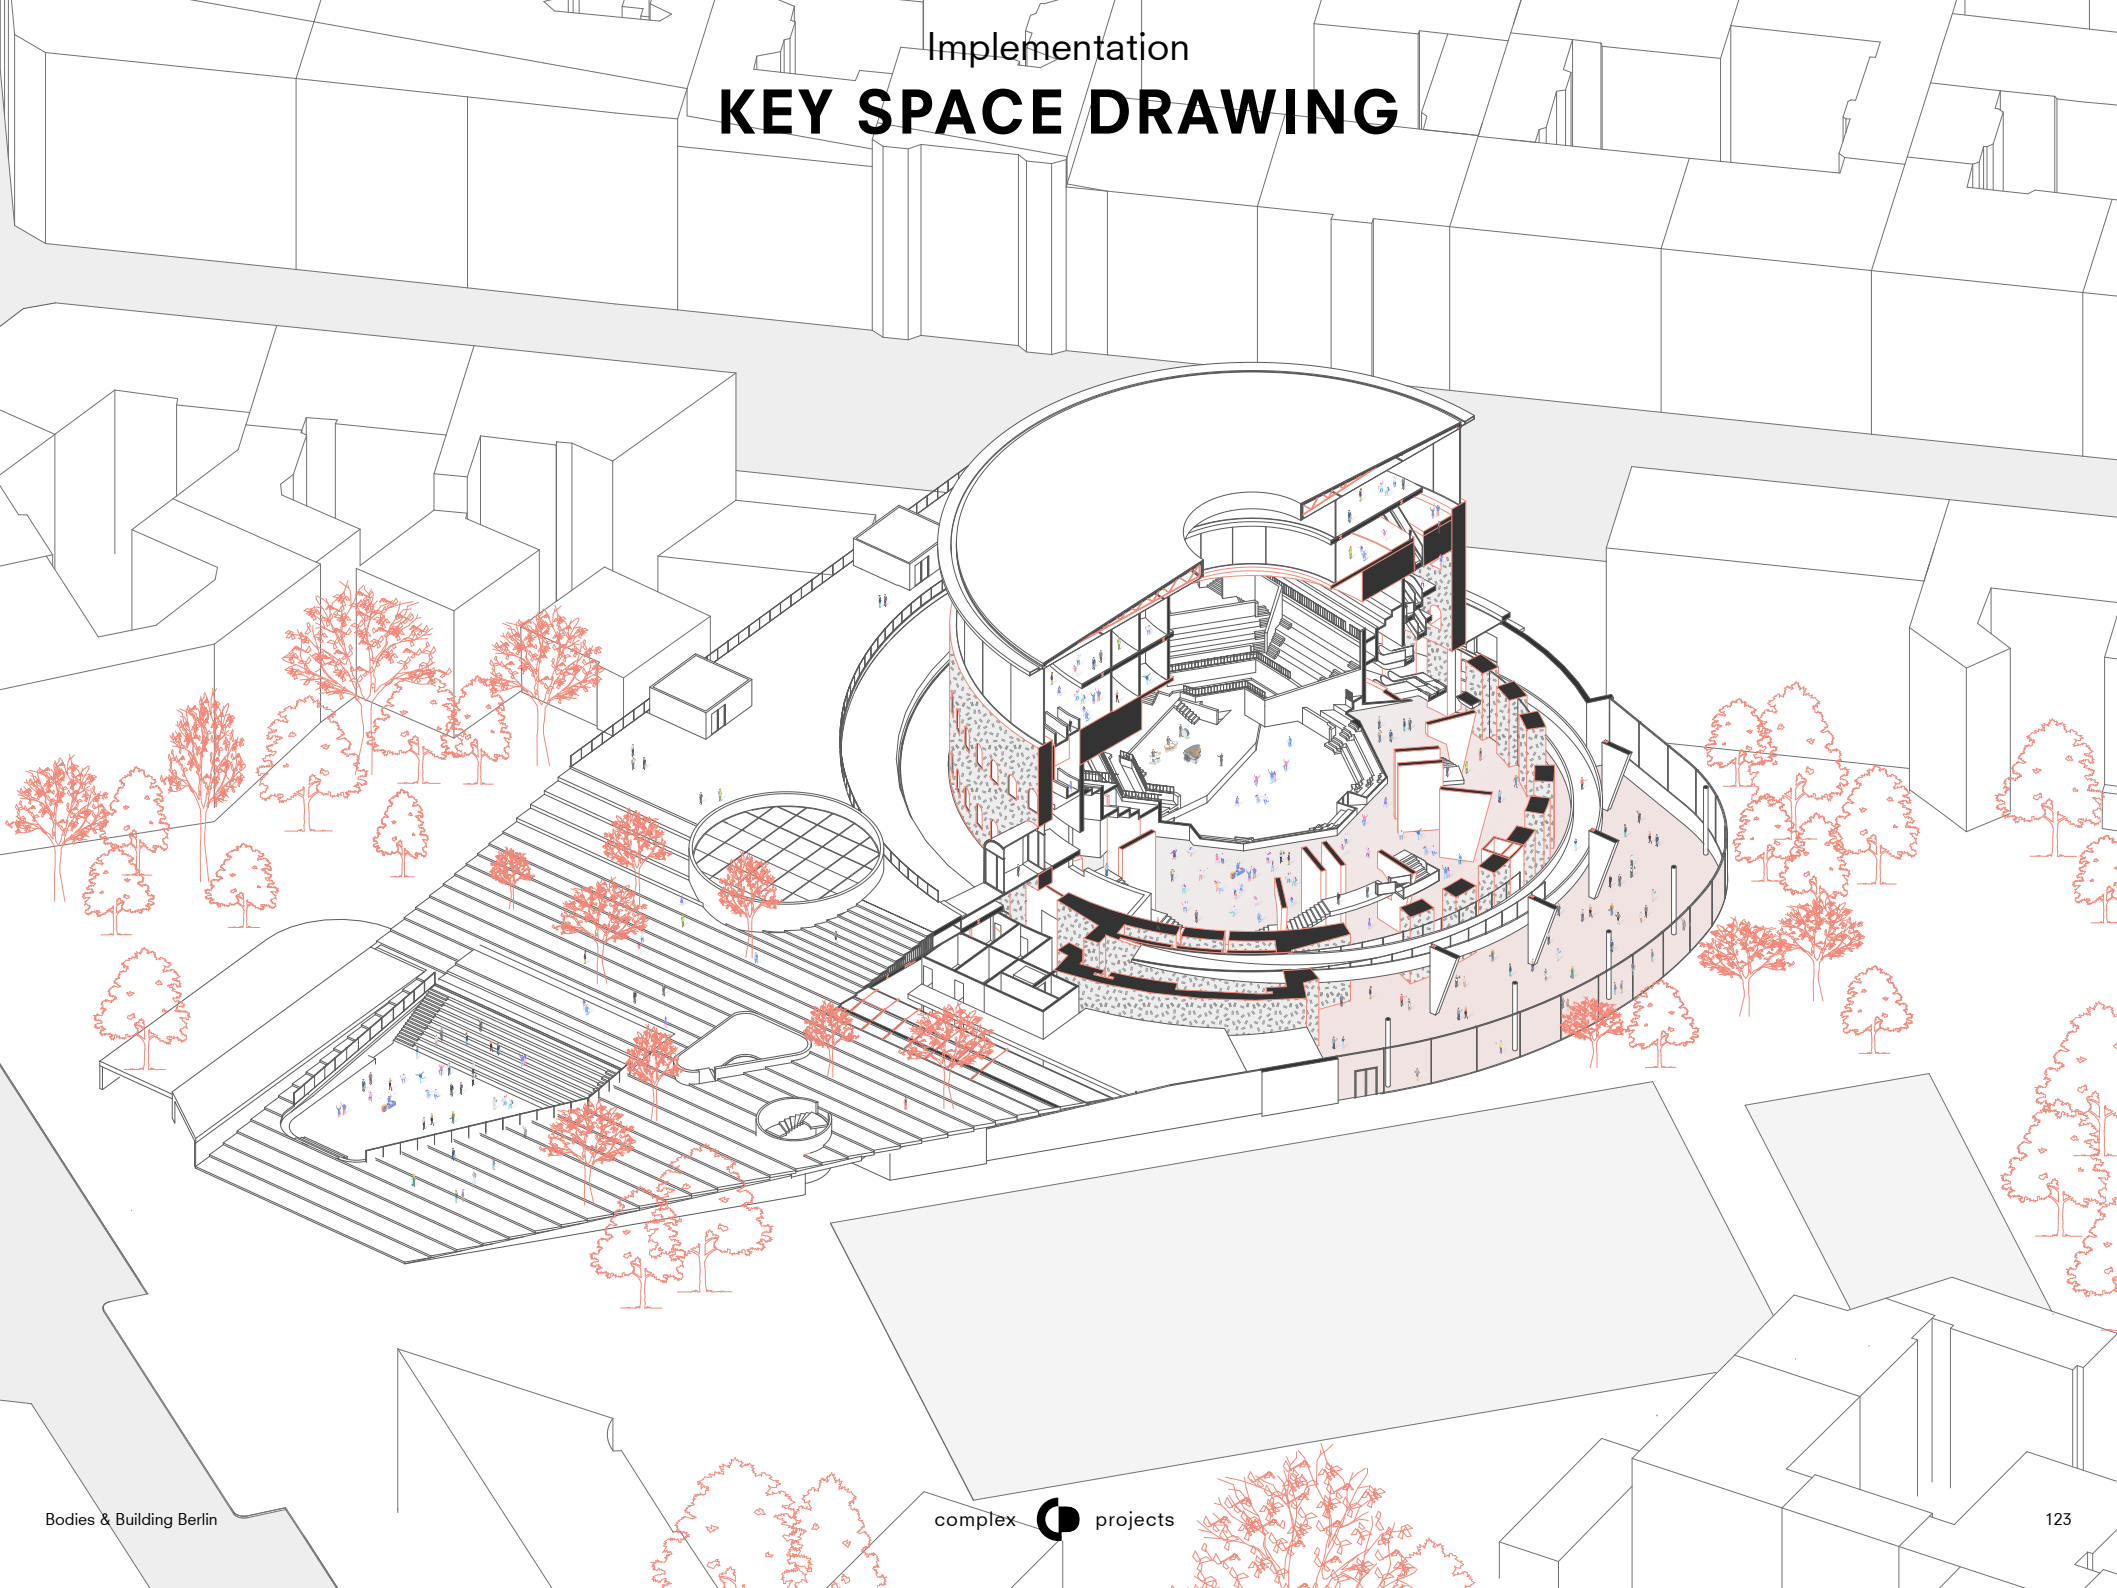 Implementation
KEY SPACE DRAWING
Bodies & Building Berlin
complex projects
123